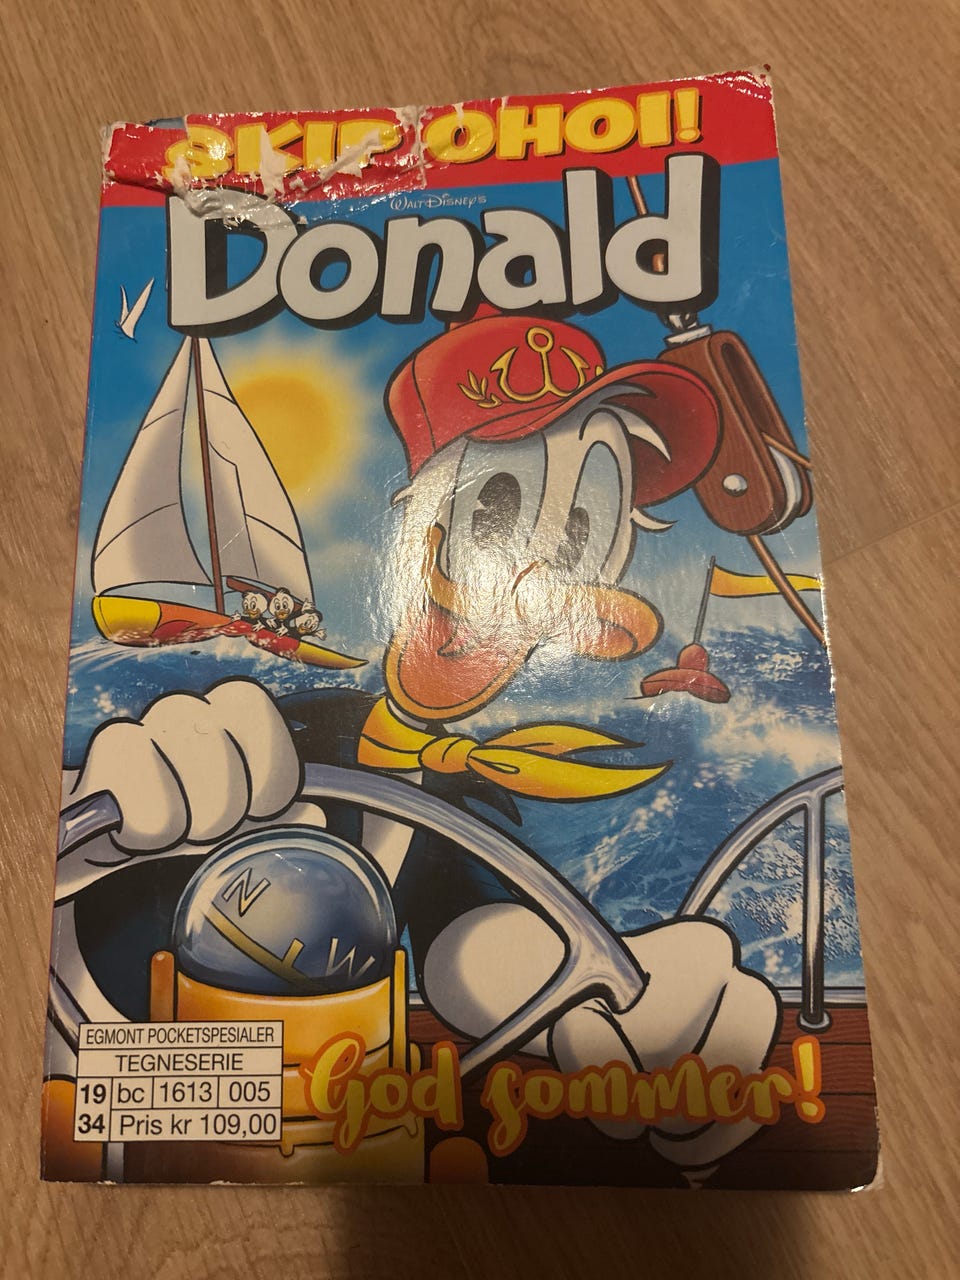 SKIP OHOI!
WALT DISNEY'S
Donald
N
W
EGMONT POCKETSPESIALER
TEGNESERIE
19 bc 1613 005
34 Pris kr 109,00
God sommer!